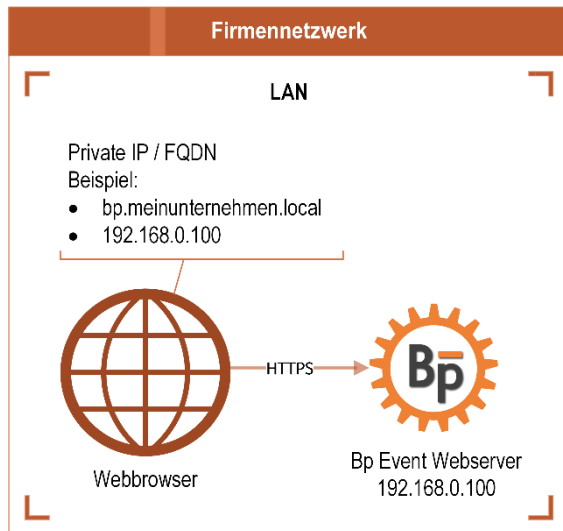 Firmennetzwerk
LAN
Private IP / FQDN
Beispiel:
• bp.meinunternehmen.local
• 192.168.0.100
HTTPS
Bp
Webbrowser
Bp Event Webserver
192.168.0.100